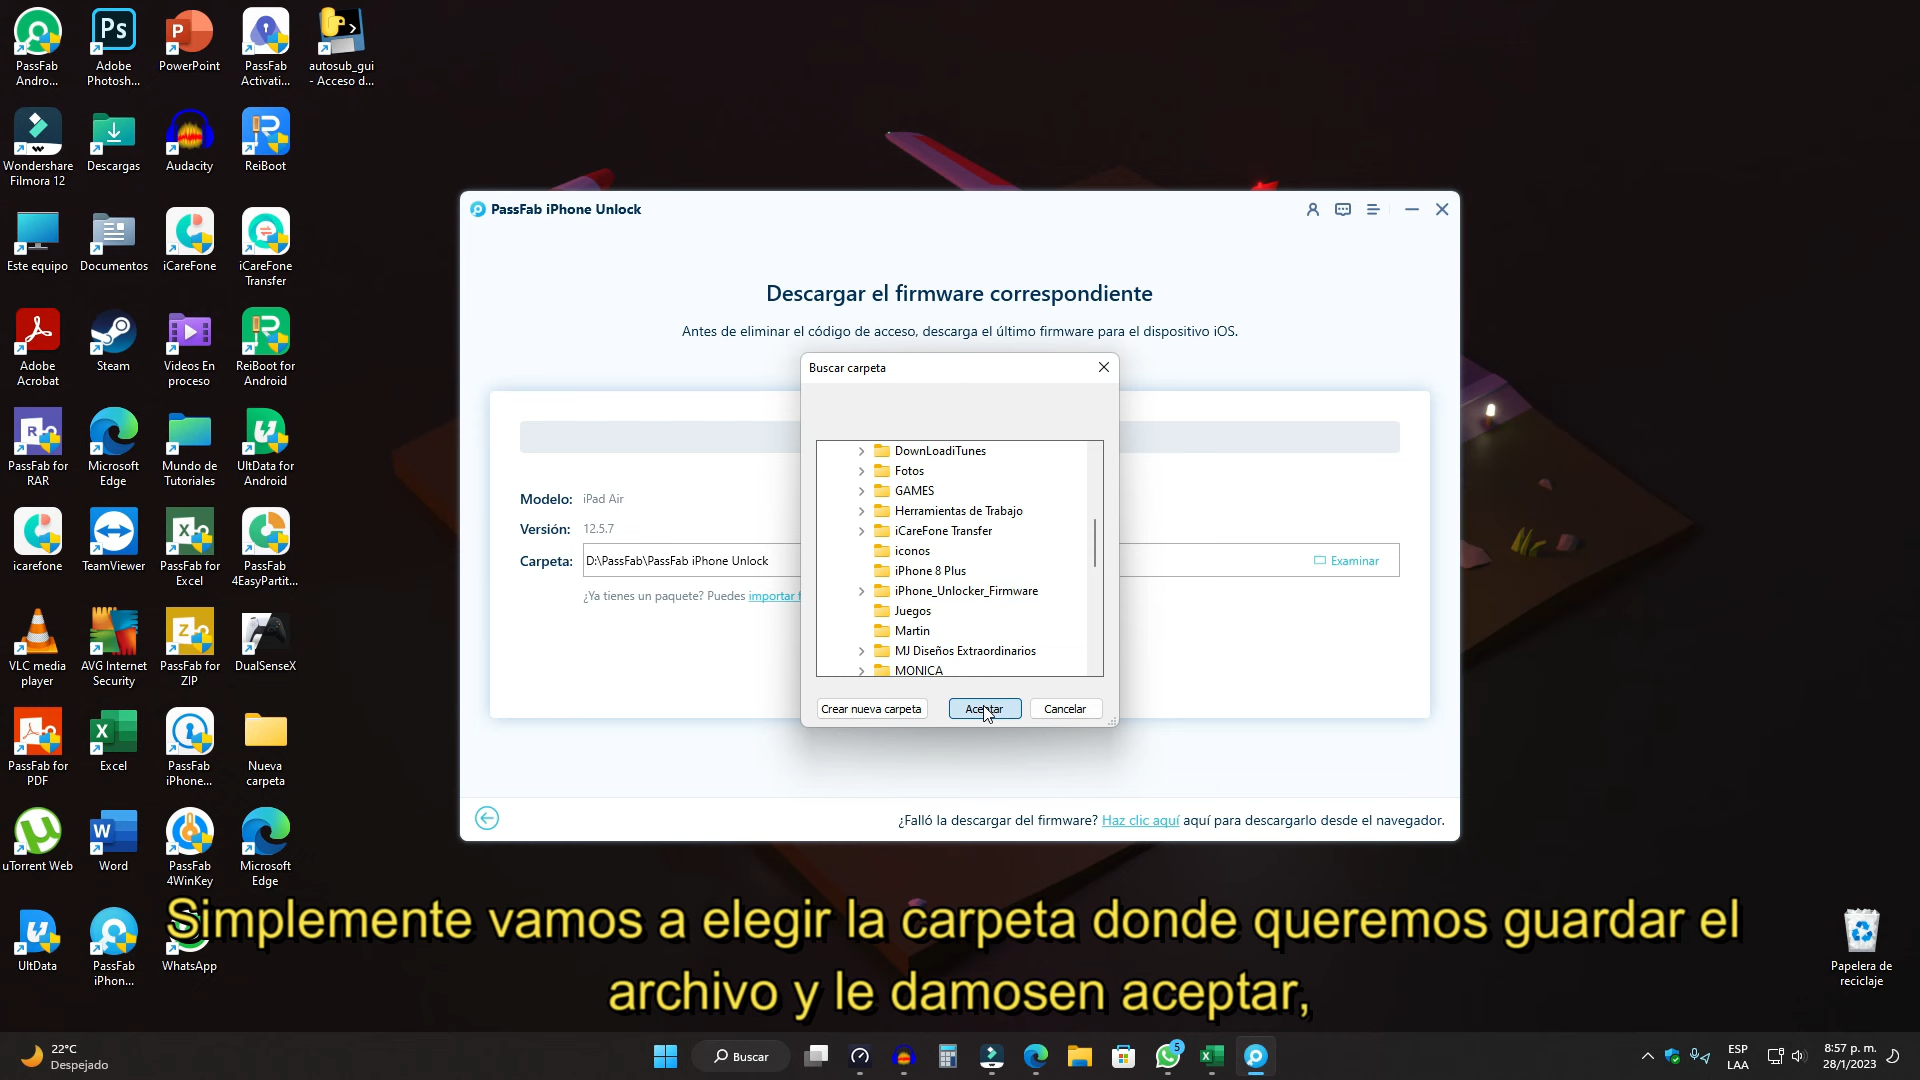 PassFab
Andro...
Adobe
Photosh...
PowerPoint
PassFab
Activati...
autosub_gui
- Acceso d...
Wondershare
Filmora 12
Descargas
Audacity
ReiBoot
Este equipo
Documentos
iCareFone
iCareFone
Transfer
Adobe
Acrobat
Steam
Videos En
proceso
ReiBoot for
Android
PassFab for
RAR
Microsoft
Edge
Mundo de
Tutoriales
UltData for
Android
icarefone
TeamViewer
PassFab for
Excel
PassFab
4EasyPartit...
VLC media
player
AVG Internet
Security
PassFab for
ZIP
DualSenseX
PassFab for
PDF
Excel
PassFab
iPhone...
Nueva
carpeta
uTorrent Web
Word
PassFab
4WinKey
Microsoft
Edge
UltData
PassFab
iPhon...
WhatsApp
PassFab iPhone Unlock
Descargar el firmware correspondiente
Antes de eliminar el código de acceso, descarga el último firmware para el dispositivo iOS.
Modelo: iPad Air
Versión: 12.5.7
Carpeta: D:\PassFab\PassFab iPhone Unlock
Examinar
¿Ya tienes un paquete? Puedes importar f
Buscar carpeta
DownLoadiTunes
Fotos
GAMES
Herramientas de Trabajo
iCareFone Transfer
iconos
iPhone 8 Plus
iPhone_Unlocker_Firmware
Juegos
Martin
MJ Diseños Extraordinarios
MONICA
Crear nueva carpeta
Aceptar
Cancelar
¿Falló la descargar del firmware? Haz clic aquí aquí para descargarlo desde el navegador.
Simplemente vamos a elegir la carpeta donde queremos guardar el
archivo y le damosen aceptar,
Papelera de
reciclaje
22°C
Despejado
Buscar
5
ESP
LAA
8:57 p. m.
28/1/2023